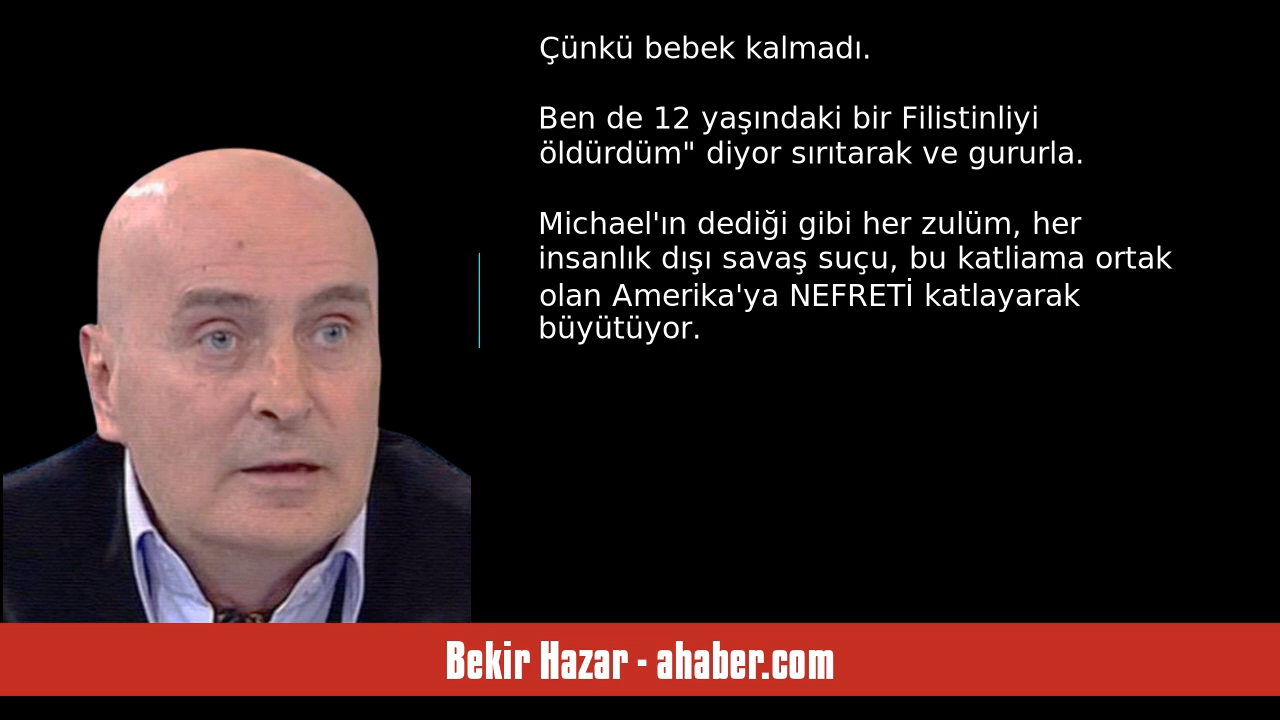 Çünkü bebek kalmadı.
Ben de 12 yaşındaki bir Filistinliyi
öldürdüm" diyor sırıtarak ve gururla.
Michael'ın dediği gibi her zulüm, her
insanlık dışı savaş suçu, bu katliama ortak
olan Amerika'ya NEFRETİ katlayarak
büyütüyor.
Bekir Hazar - ahaber.com